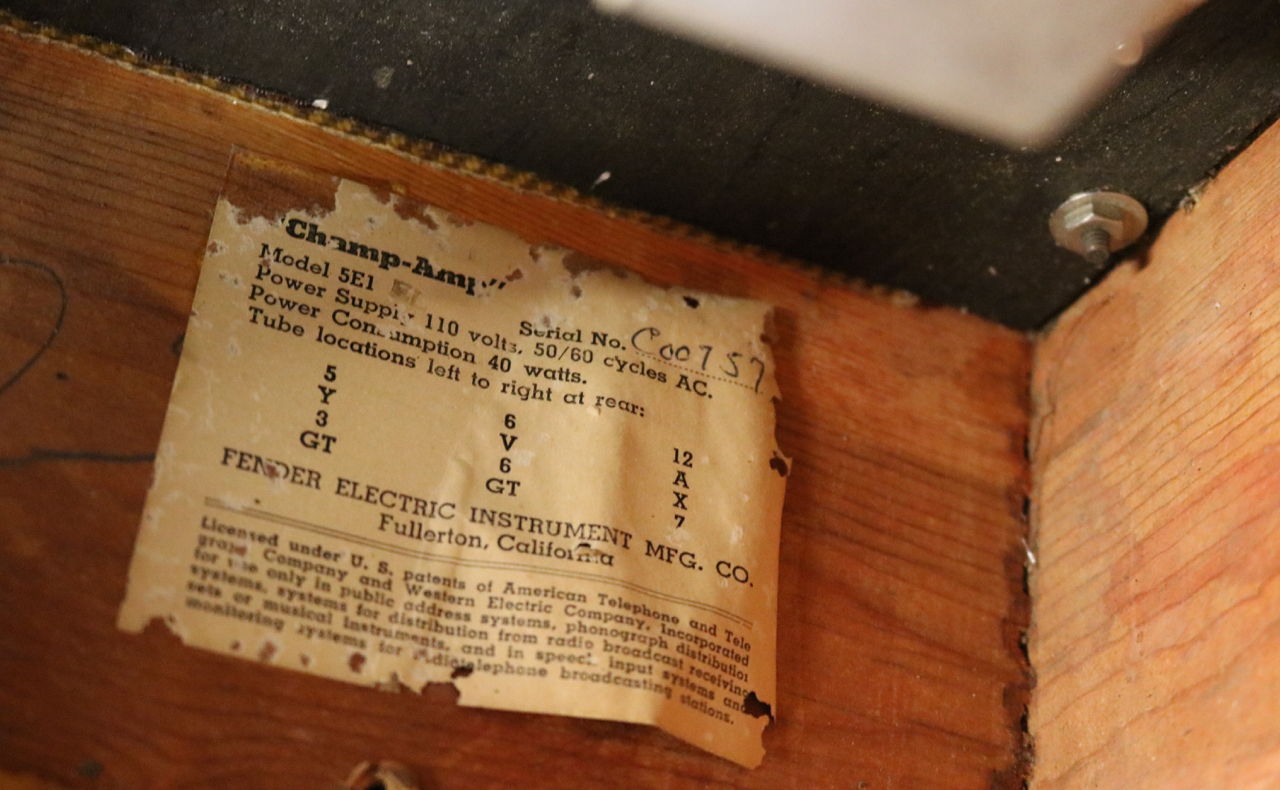 "Champ-Amp"
Model 5E1 Serial No. C00757
Power Supply 110 volts, 50/60 cycles AC.
Power Consumption 40 watts.
Tube locations left to right at rear:
5 6 12
Y V A
3 6 X
GT GT 7
FENDER ELECTRIC INSTRUMENT MFG. CO.
Fullerton, California
Licensed under U. S. patents of American Telephone and Tele
graph Company and Western Electric Company, Incorporated
for use only in public address systems, phonograph distribution
systems, systems for distribution from radio broadcast receiving
sets or musical instruments, and in speech input systems and
monitoring systems for radiotelephone broadcasting stations.